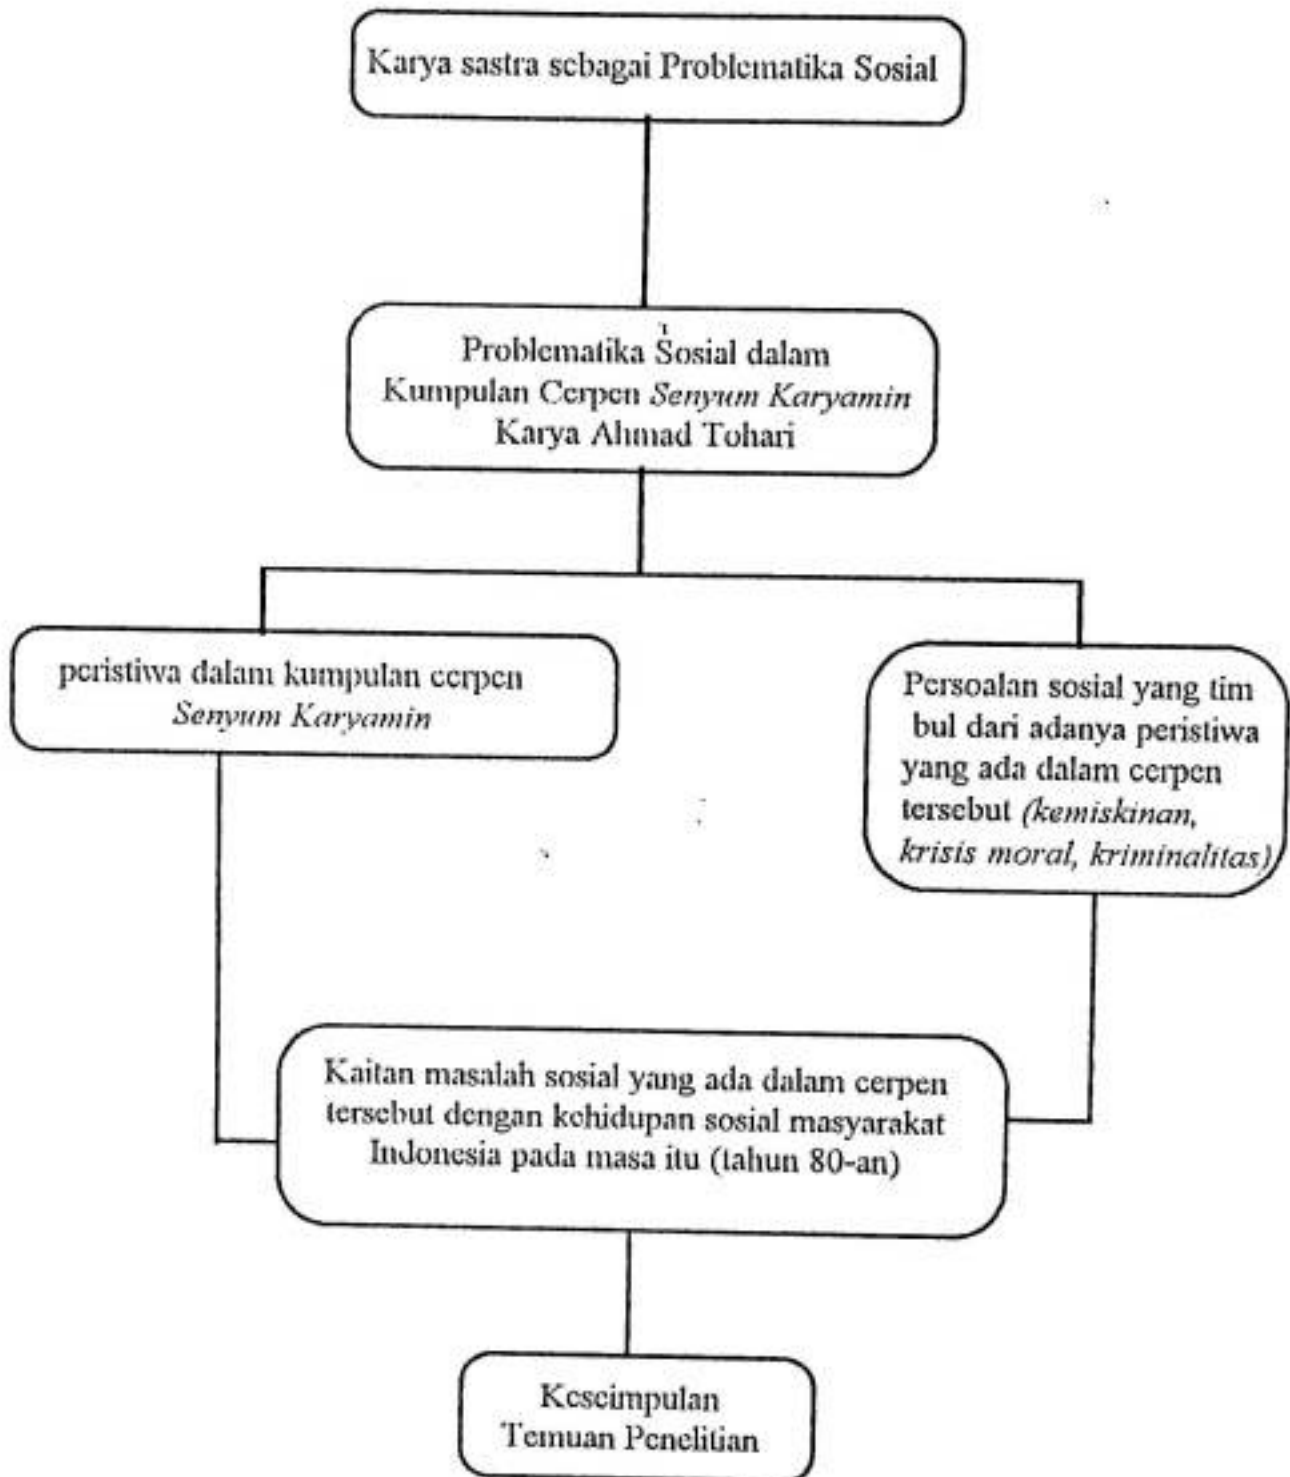 Karya sastra sebagai Problematika Sosial
Problematika Sosial dalam
Kumpulan Cerpen Senyum Karyamin
Karya Ahmad Tohari
peristiwa dalam kumpulan cerpen
Senyum Karyamin
Persoalan sosial yang tim
bul dari adanya peristiwa
yang ada dalam cerpen
tersebut (kemiskinan,
krisis moral, kriminalitas)
Kaitan masalah sosial yang ada dalam cerpen
tersebut dengan kehidupan sosial masyarakat
Indonesia pada masa itu (tahun 80-an)
Keseimpulan
Temuan Penelitian